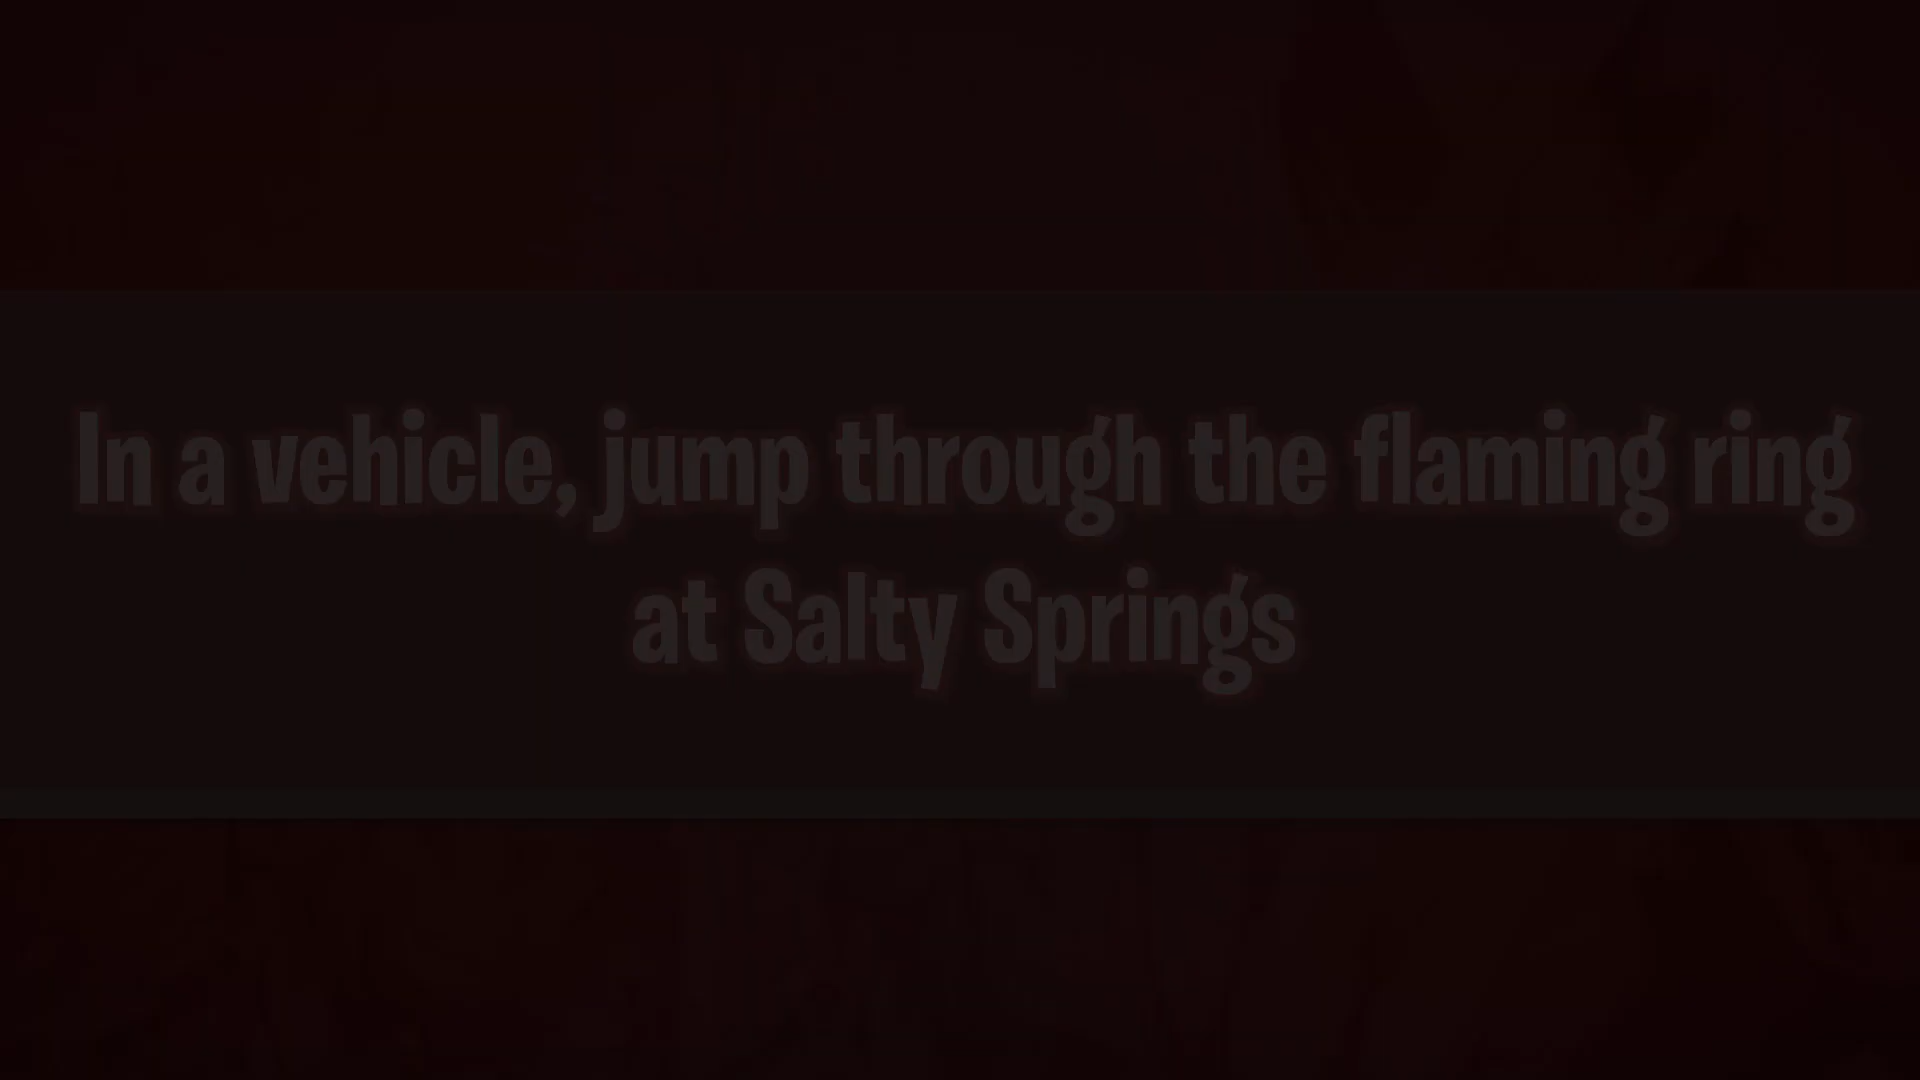 In a vehicle, jump through the flaming ring
at Salty Springs